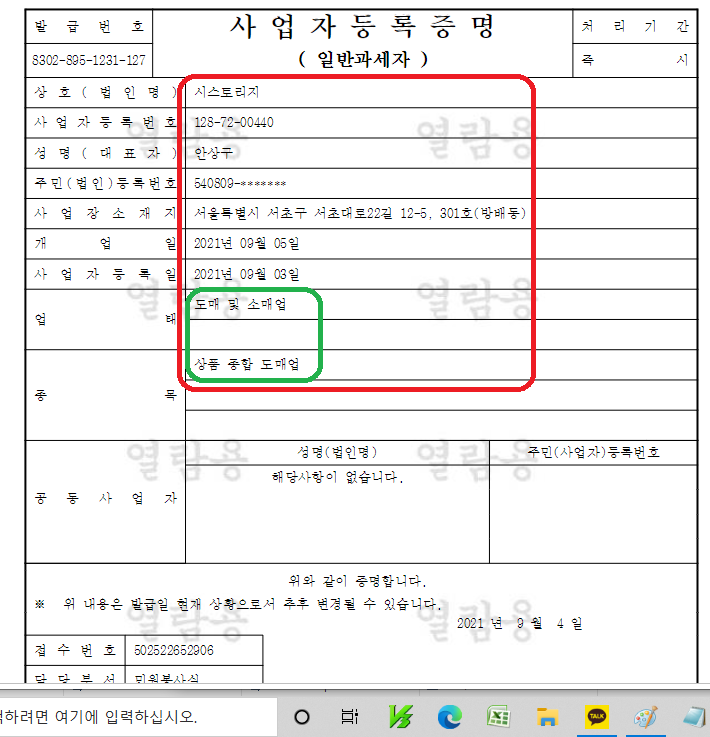 발 급 번 호
8302-895-1231-127
사 업 자 등 록 증 명
( 일반과세자 )
처 리 기 간
즉 시
상 호 ( 법 인 명 ) 시스토리지
사 업 자 등 록 번 호 128-72-00440
성 명 ( 대 표 자 ) 안상구
주민(법인)등록번호 540809-*******
사 업 장 소 재 지 서울특별시 서초구 서초대로22길 12-5, 301호(방배동)
개 업 일 2021년 09월 05일
사 업 자 등 록 일 2021년 09월 03일
업 태 도매 및 소매업
종 목 상품 종합 도매업
공 동 사 업 자
성명(법인명) 주민(사업자)등록번호
해당사항이 없습니다.
위와 같이 증명합니다.
※ 위 내용은 발급일 현재 상황으로서 추후 변경될 수 있습니다.
2021 년 9 월 4 일
접 수 번 호 502522652906
담 당 부 서 민원봉사실
열람용 열람용
열람용 열람용
열람용 열람용
열람용 열람용
색하려면 여기에 입력하십시오.
TALK